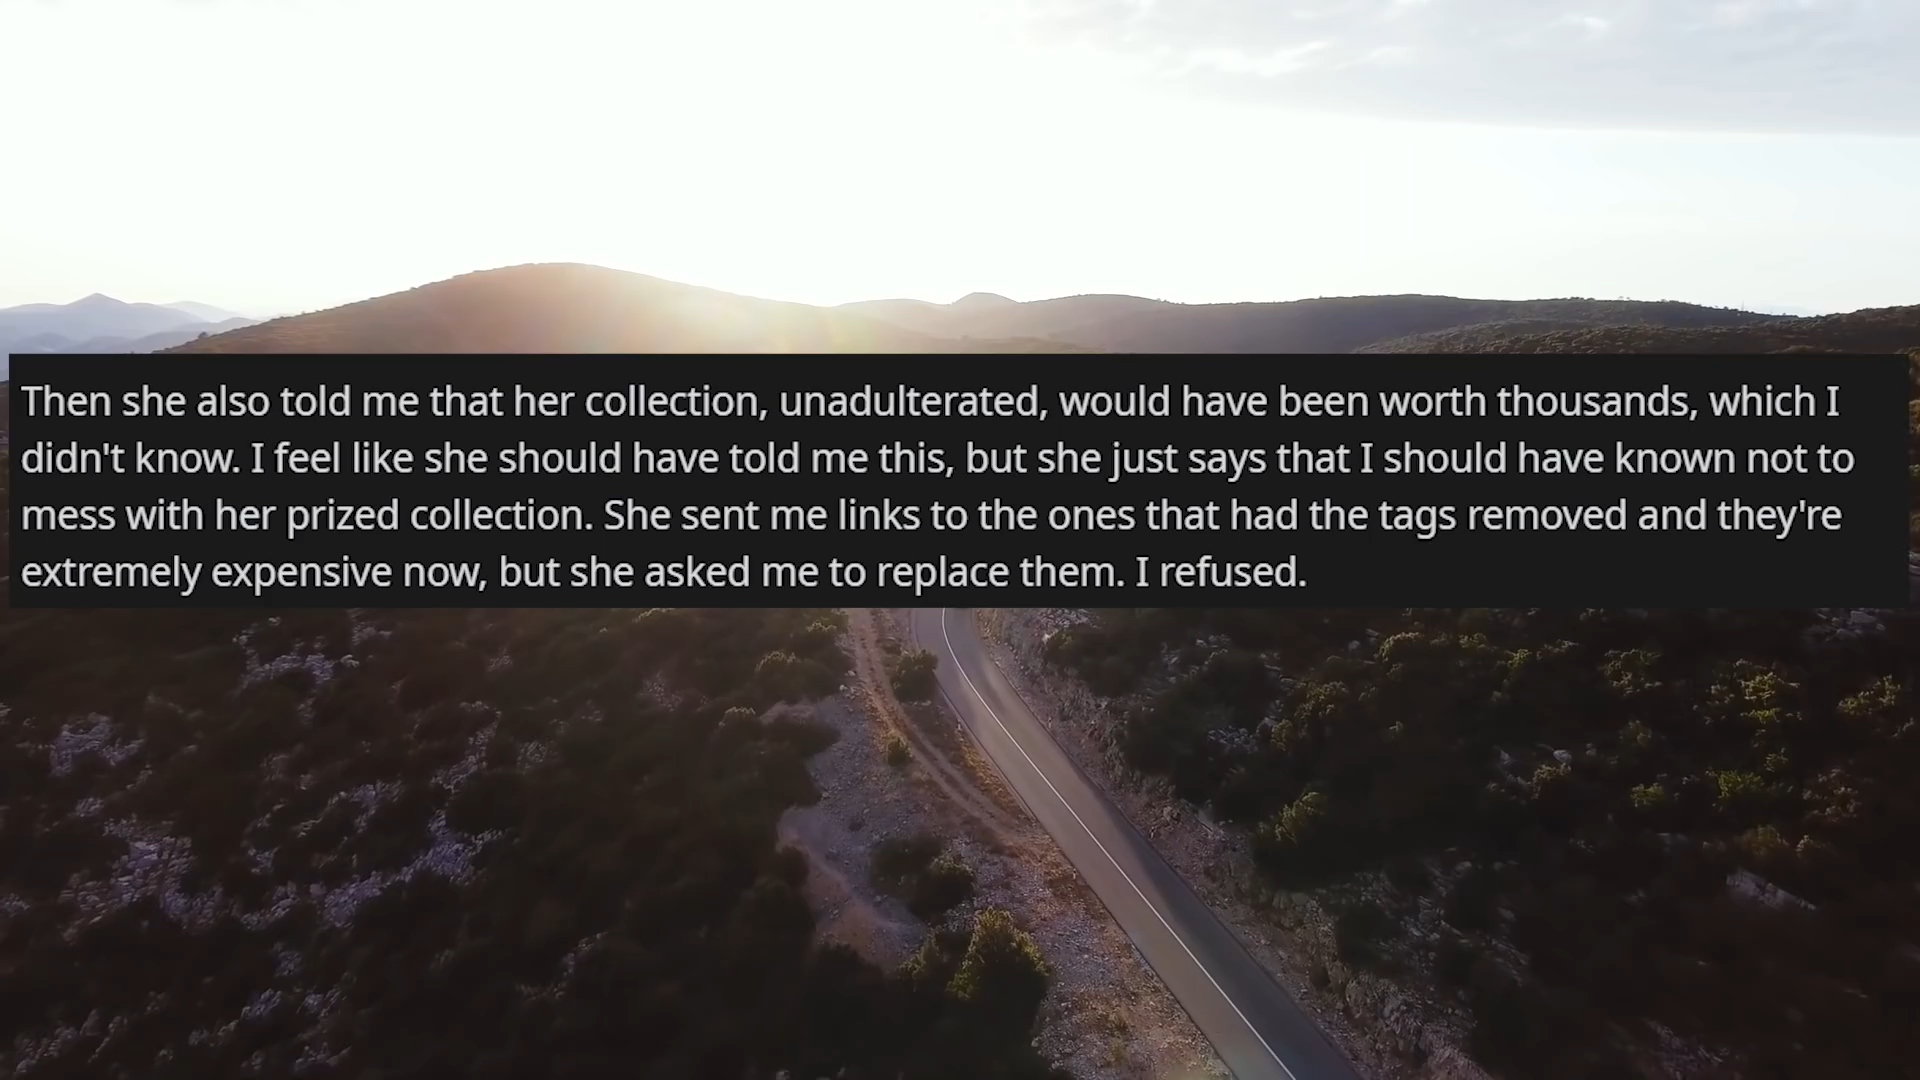 Then she also told me that her collection, unadulterated, would have been worth thousands, which I
didn't know. I feel like she should have told me this, but she just says that I should have known not to
mess with her prized collection. She sent me links to the ones that had the tags removed and they're
extremely expensive now, but she asked me to replace them. I refused.